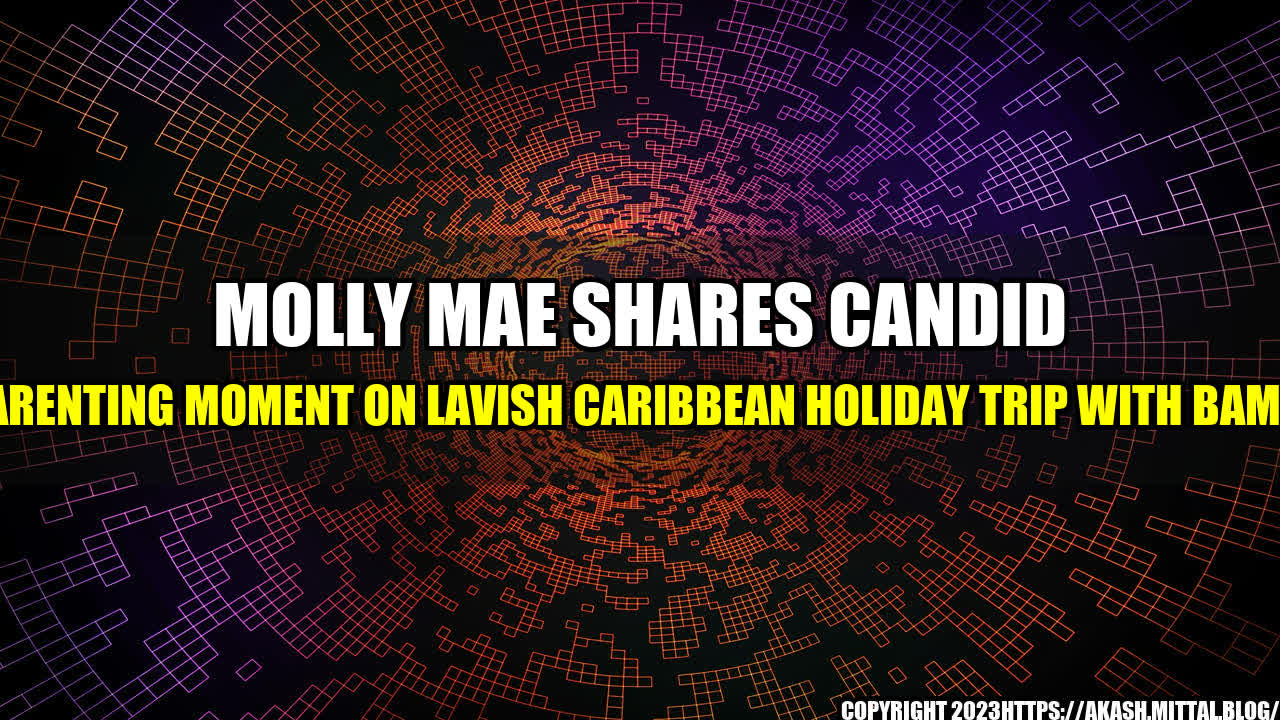 MOLLY MAE SHARES CANDID
ARENTING MOMENT ON LAVISH CARIBBEAN HOLIDAY TRIP WITH BAM
COPYRIGHT 2023HTTPS://AKASH.MITTAL.BLOG/